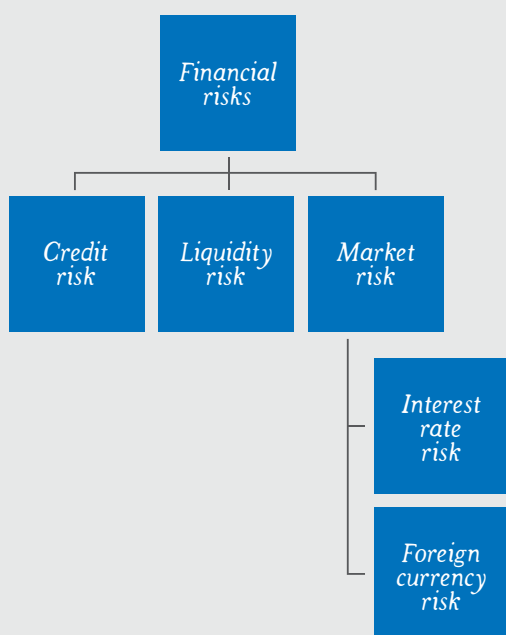 Financial
risks
Credit
risk
Liquidity
risk
Market
risk
Interest
rate
risk
Foreign
currency
risk